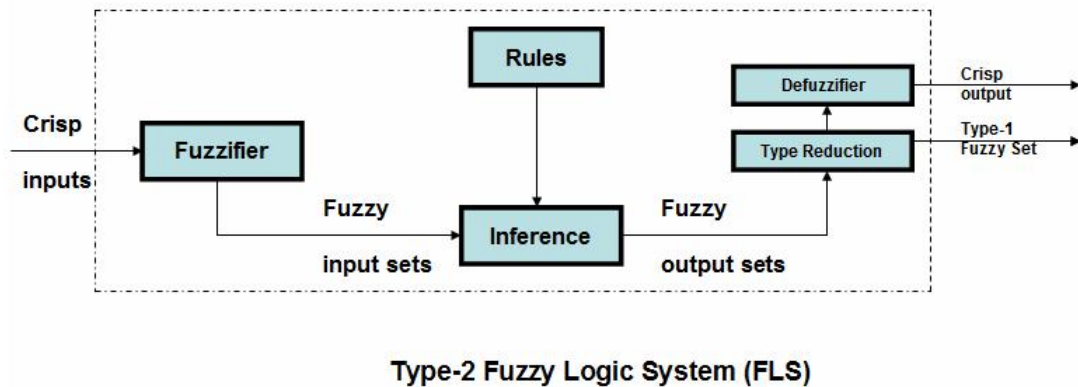 Rules
Defuzzifier
Crisp
output
Crisp
inputs
Fuzzifier
Type Reduction
Type-1
Fuzzy Set
Fuzzy
input sets
Inference
Fuzzy
output sets
Type-2 Fuzzy Logic System (FLS)